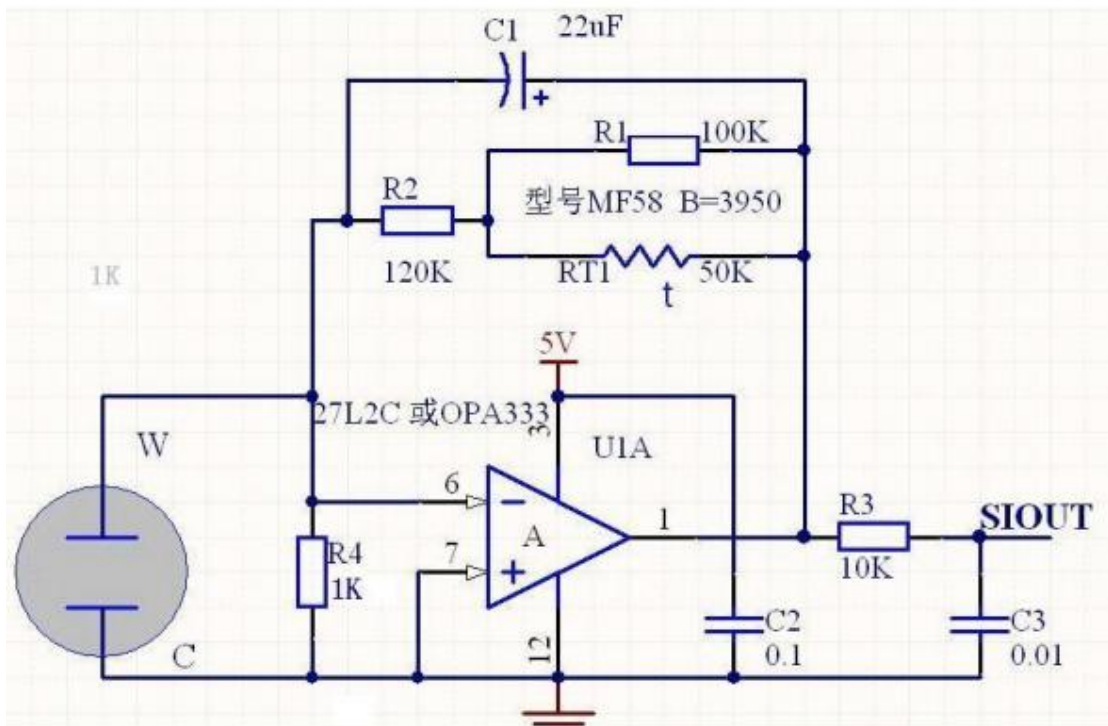 C1 22uF
R1 100K
R2
型号MF58 B=3950
120K
RT1 50K
t
1K
5V
27L2C 或OPA333
3
W
U1A
6
1
R3
SIOUT
R4
1K
7
A
10K
C
12
C2
0.1
C3
0.01